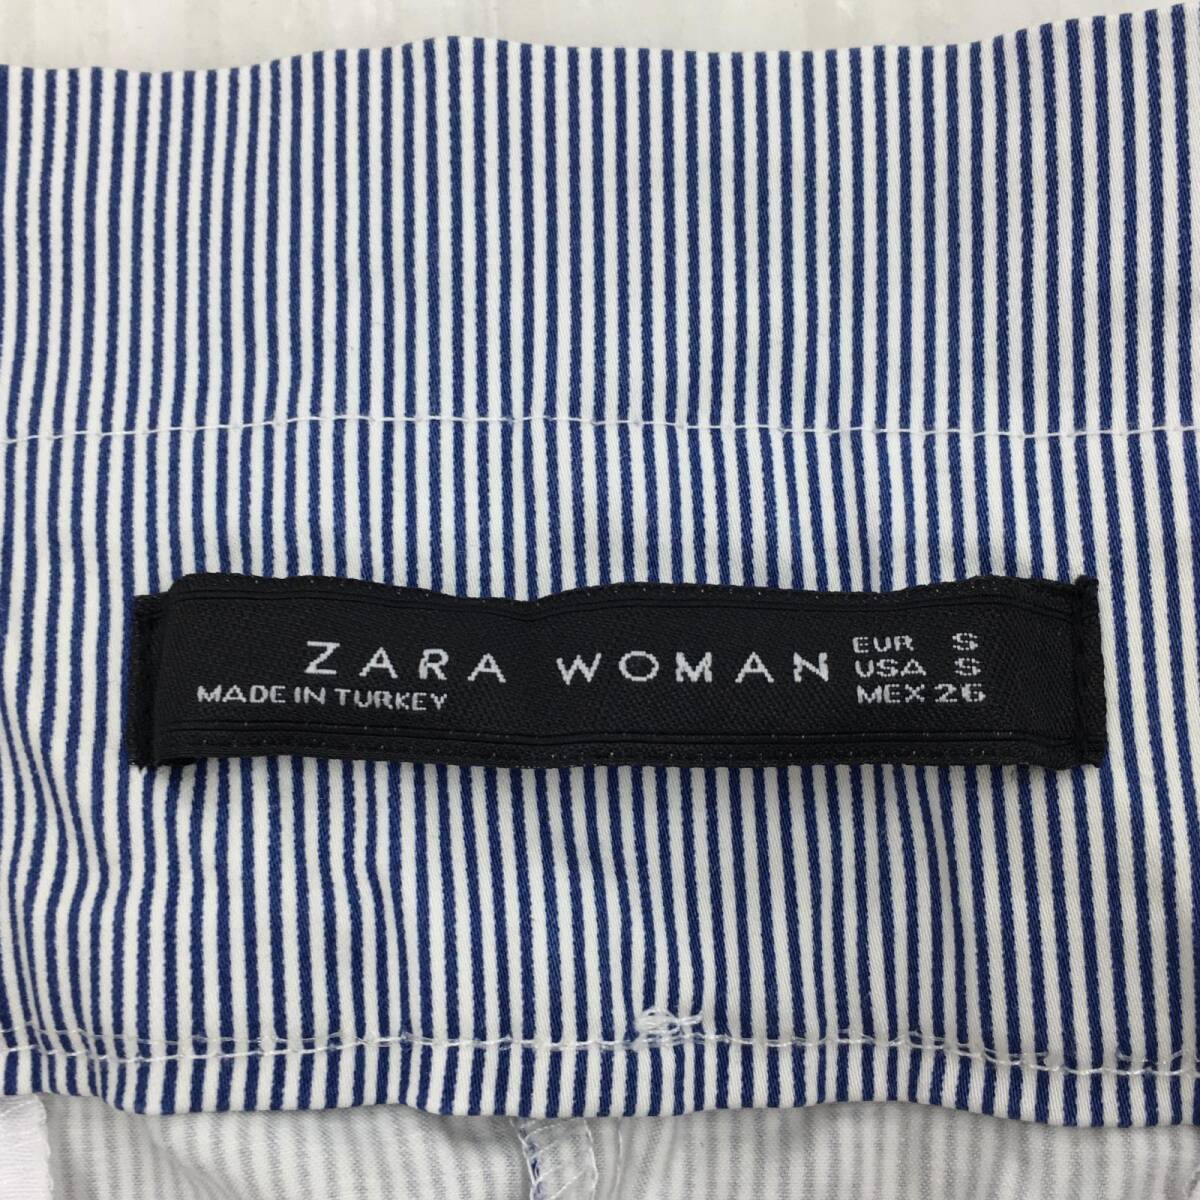 ZARA WOMAN
MADE IN TURKEY
EUR S
USA S
MEX 26